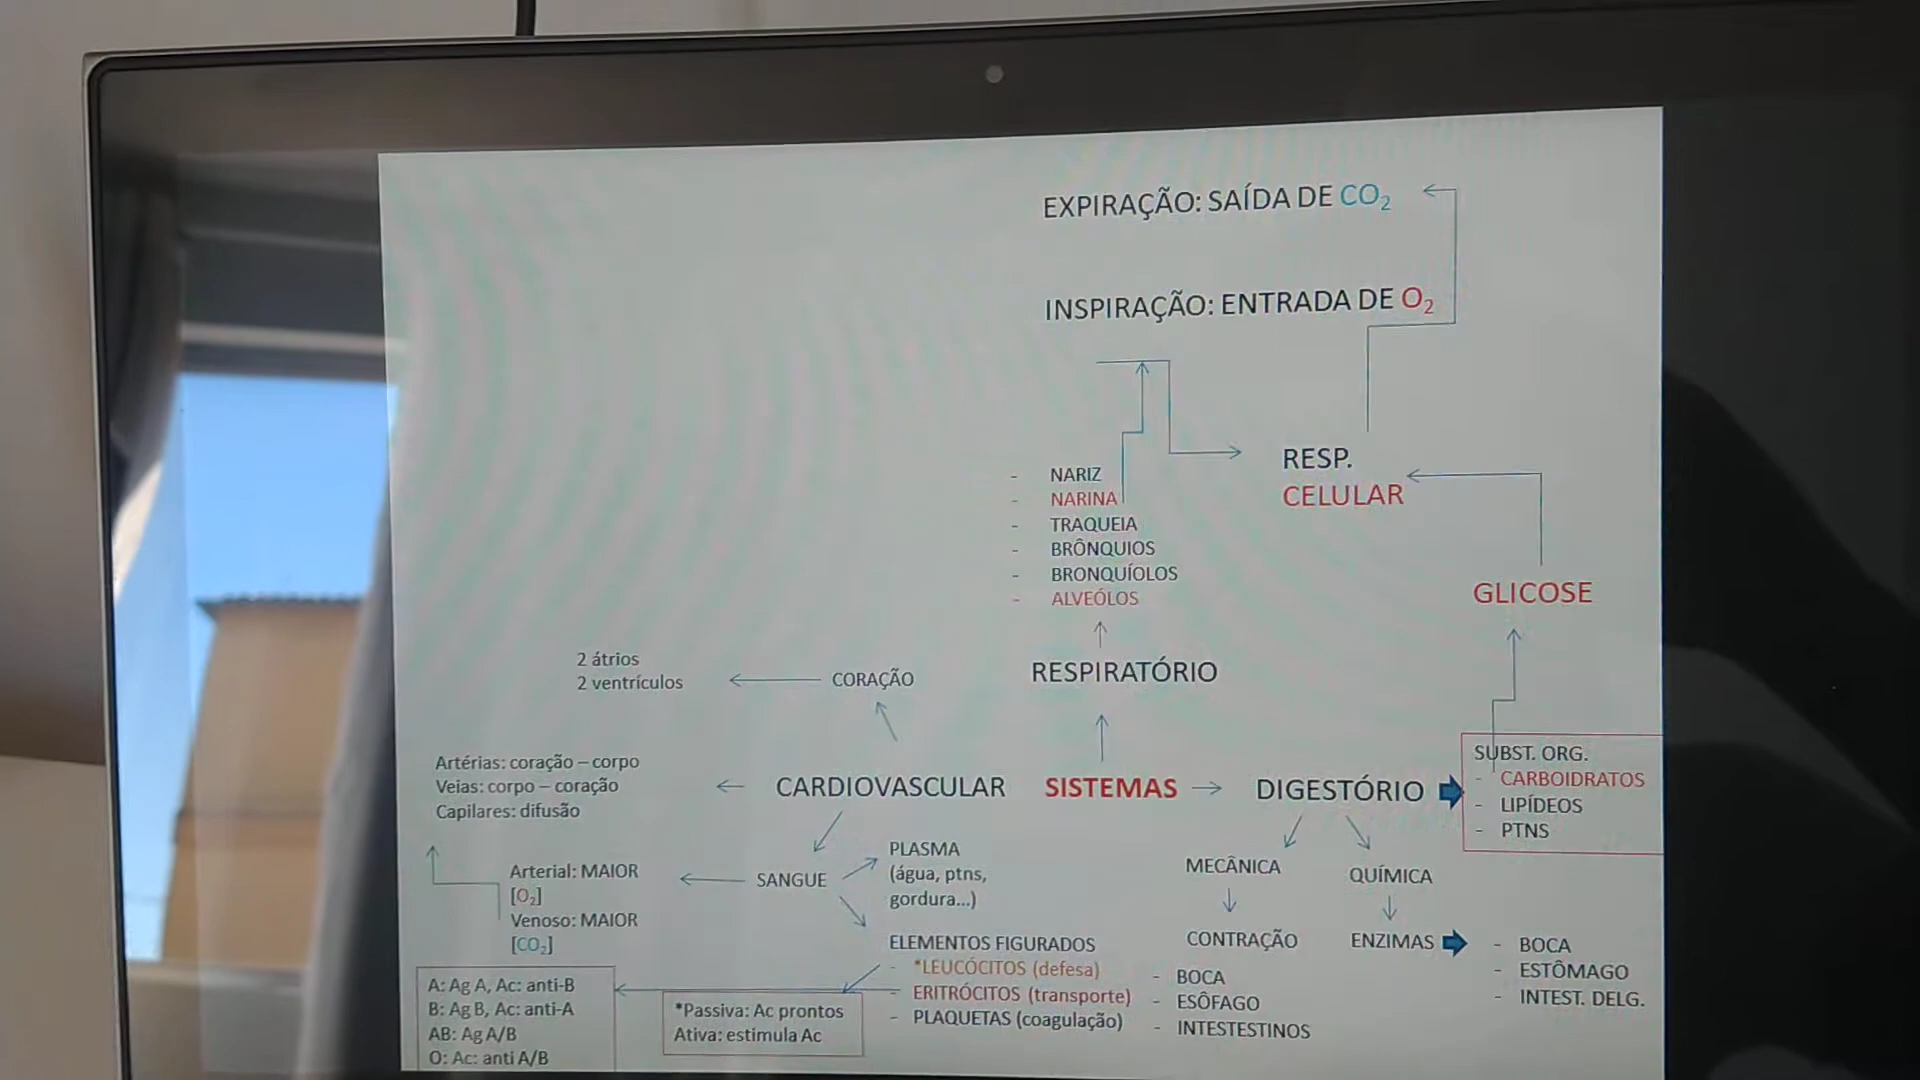 EXPIRAÇÃO: SAÍDA DE CO₂
INSPIRAÇÃO: ENTRADA DE O₂
RESP.
CELULAR
- NARIZ
- NARINA
- TRAQUEIA
- BRÔNQUIOS
- BRONQUÍOLOS
- ALVEÓLOS
GLICOSE
RESPIRATÓRIO
2 átrios
2 ventrículos
CORAÇÃO
Artérias: coração – corpo
Veias: corpo – coração
Capilares: difusão
CARDIOVASCULAR
SISTEMAS
DIGESTÓRIO
SUBST. ORG.
- CARBOIDRATOS
- LIPÍDEOS
- PTNS
Arterial: MAIOR
[O₂]
Venoso: MAIOR
[CO₂]
SANGUE
PLASMA
(água, ptns,
gordura...)
MECÂNICA
QUÍMICA
CONTRAÇÃO
ENZIMAS
- BOCA
- ESTÔMAGO
- INTEST. DELG.
ELEMENTOS FIGURADOS
- *LEUCÓCITOS (defesa)
- ERITRÓCITOS (transporte)
- PLAQUETAS (coagulação)
- BOCA
- ESÔFAGO
- INTESTESTINOS
A: Ag A, Ac: anti-B
B: Ag B, Ac: anti-A
AB: Ag A/B
O: Ac: anti A/B
*Passiva: Ac prontos
Ativa: estimula Ac